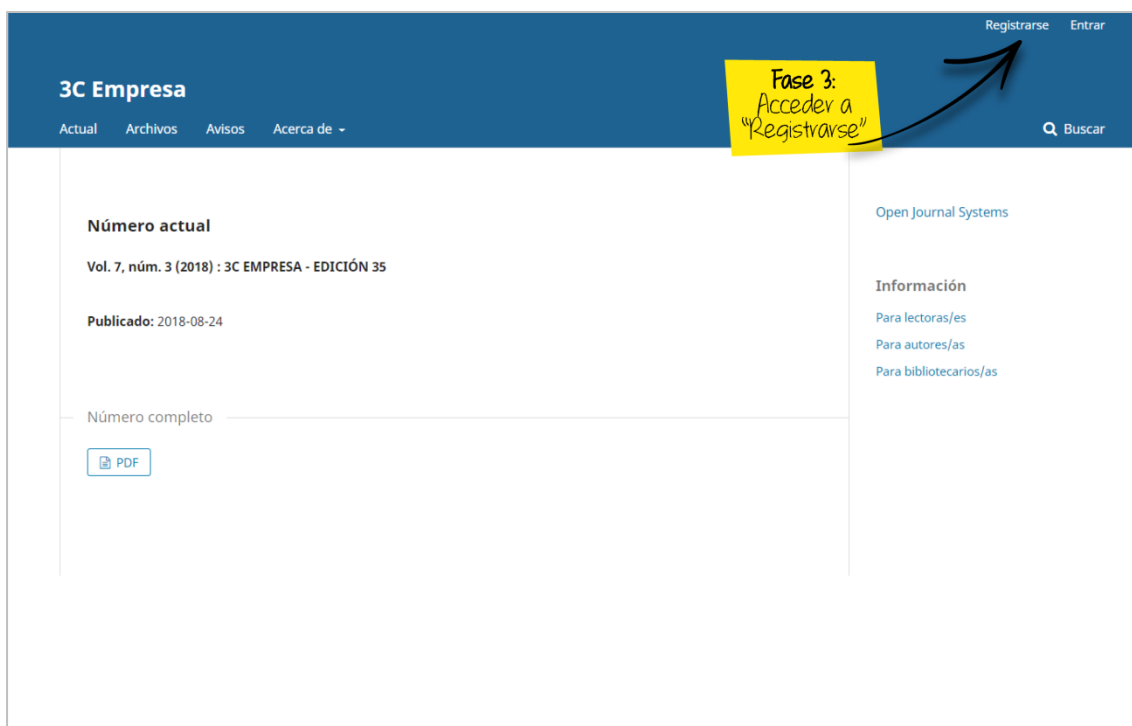 Registrarse Entrar
3C Empresa
Fase 3:
Acceder a
"Registrarse"
Actual Archivos Avisos Acerca de
Buscar
Número actual
Vol. 7, núm. 3 (2018) : 3C EMPRESA - EDICIÓN 35
Publicado: 2018-08-24
Número completo
PDF
Open Journal Systems
Información
Para lectoras/es
Para autores/as
Para bibliotecarios/as